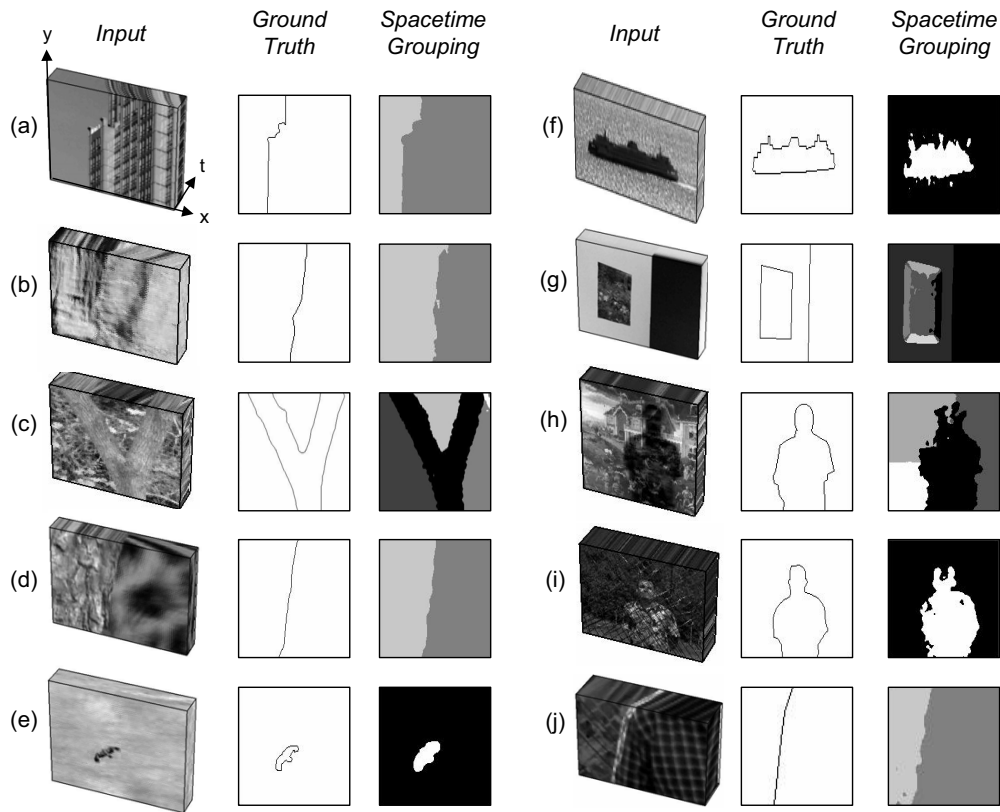 Input
Ground
Truth
Spacetime
Grouping
Input
Ground
Truth
Spacetime
Grouping
y
t
x
(a)
(b)
(c)
(d)
(e)
(f)
(g)
(h)
(i)
(j)